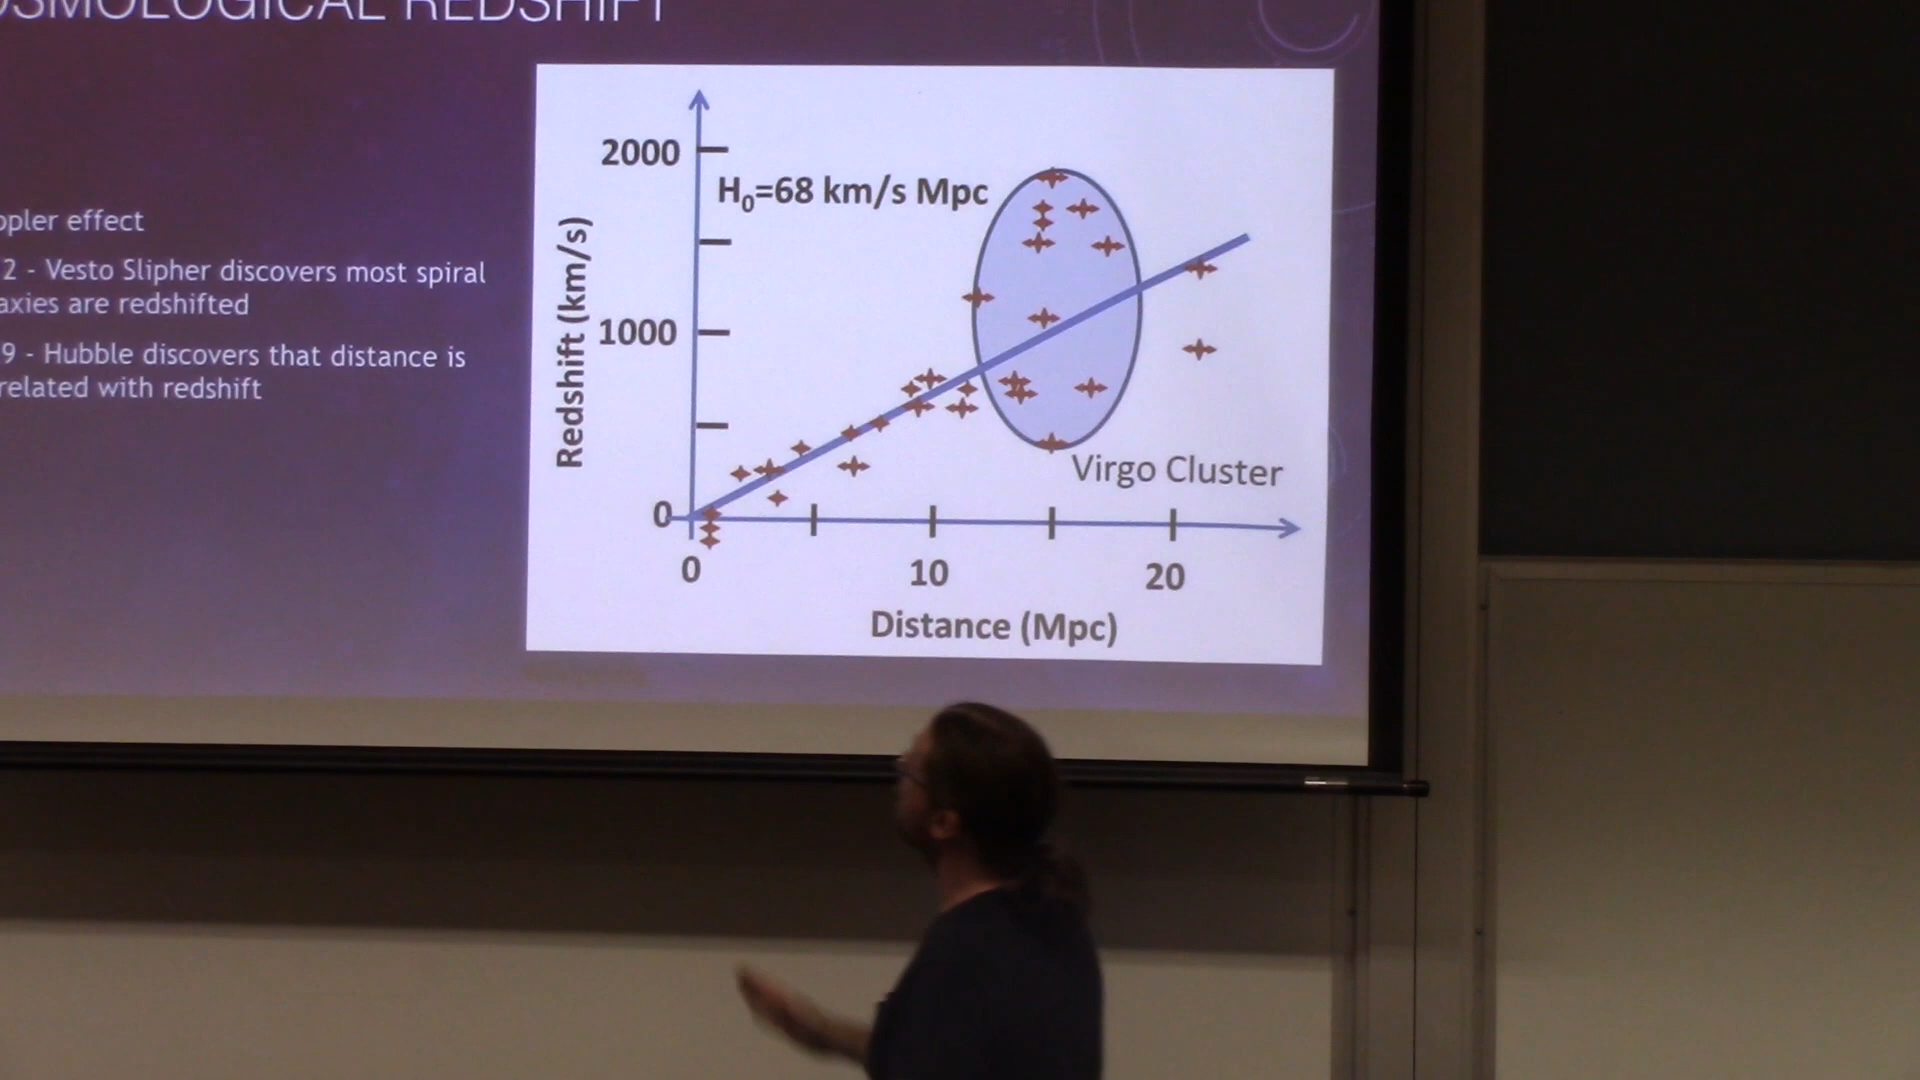 OSMOLOGICAL REDSHIFT
ppler effect
2 - Vesto Slipher discovers most spiral
axies are redshifted
9 - Hubble discovers that distance is
related with redshift
2000
H₀=68 km/s Mpc
Redshift (km/s)
1000
Virgo Cluster
0
0
10
20
Distance (Mpc)